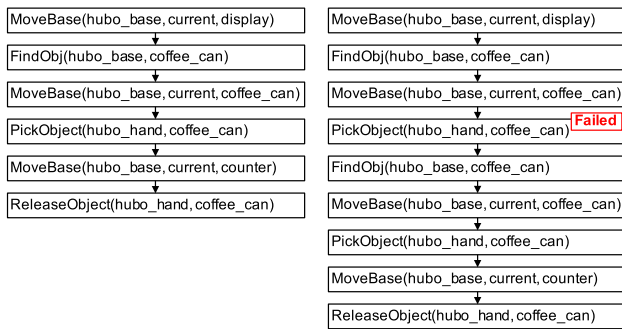 MoveBase(hubo_base,current,display)
FindObj(hubo_base,coffee_can)
MoveBase(hubo_base,current,coffee_can)
PickObject(hubo_hand,coffee_can)
MoveBase(hubo_base,current,counter)
ReleaseObject(hubo_hand,coffee_can)
MoveBase(hubo_base,current,display)
FindObj(hubo_base,coffee_can)
MoveBase(hubo_base,current,coffee_can)
Failed
PickObject(hubo_hand,coffee_can)
FindObj(hubo_base,coffee_can)
MoveBase(hubo_base,current,coffee_can)
PickObject(hubo_hand,coffee_can)
MoveBase(hubo_base,current,counter)
ReleaseObject(hubo_hand,coffee_can)